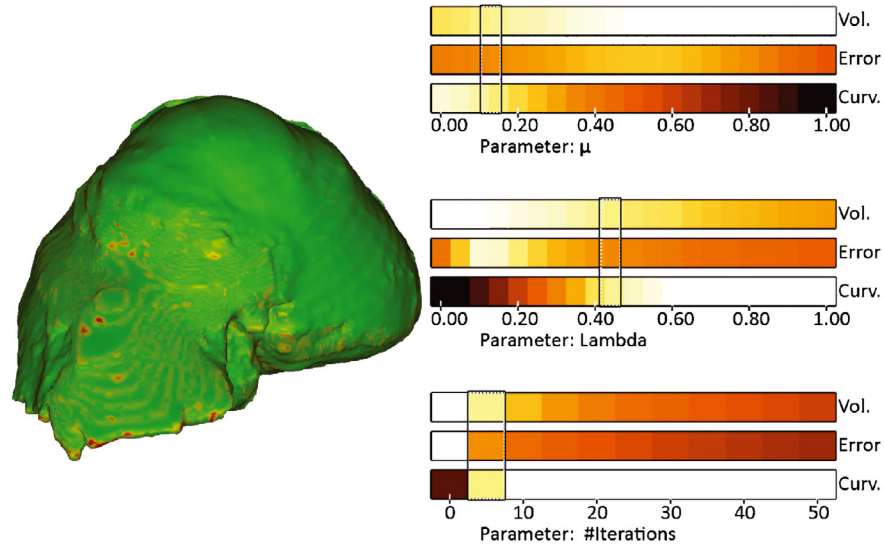 Vol.
Error
Curv.
0.00 0.20 0.40 0.60 0.80 1.00
Parameter: μ
Vol.
Error
Curv.
0.00 0.20 0.40 0.60 0.80 1.00
Parameter: Lambda
Vol.
Error
Curv.
0 10 20 30 40 50
Parameter: #Iterations